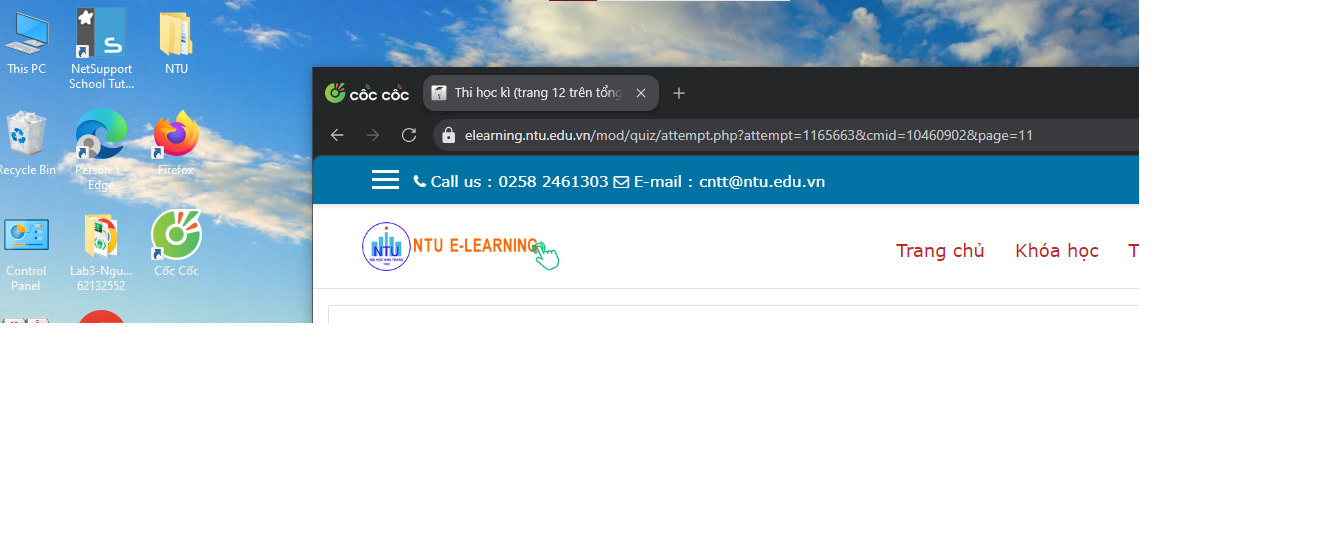 This PC
NetSupport
School Tut...
NTU
Recycle Bin
Person 1 -
Edge
Firefox
Control
Panel
Lab3-Ngu...
62132552
Cốc Cốc
cốc cốc
Thi học kì (trang 12 trên tổng
elearning.ntu.edu.vn/mod/quiz/attempt.php?attempt=1165663&cmid=10460902&page=11
Call us : 0258 2461303 E-mail : cntt@ntu.edu.vn
NTU
NTU E-LEARNING
Trang chủ
Khóa học
T